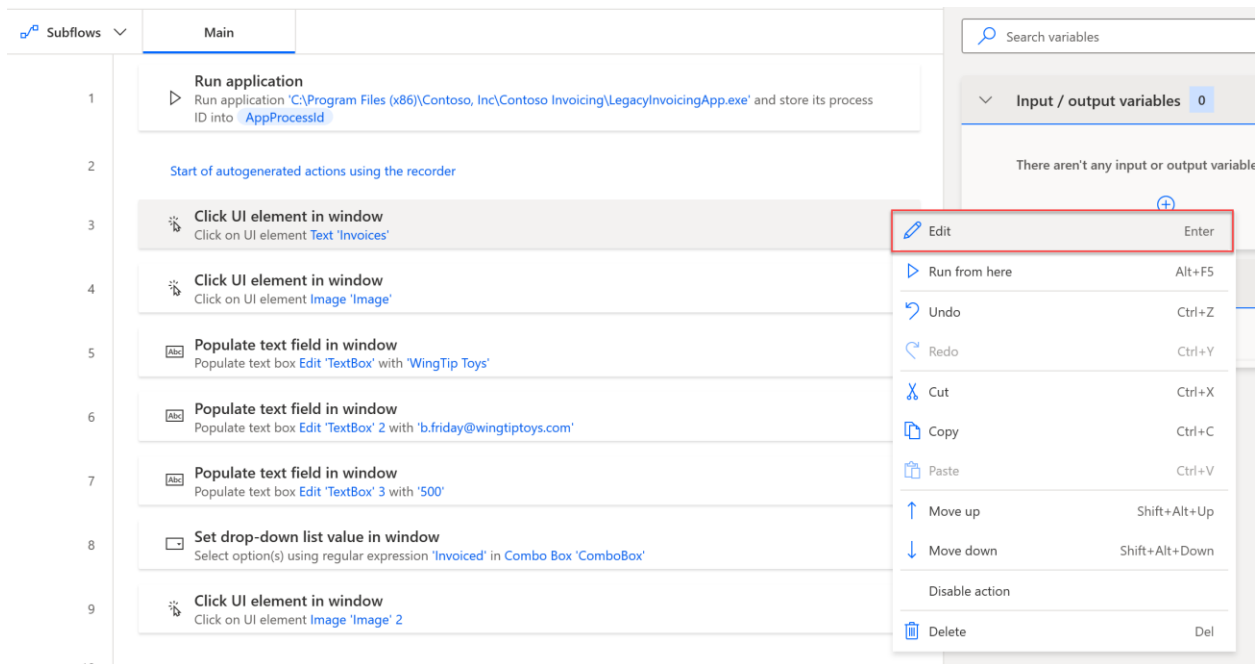 Subflows
Main
Search variables
1
Run application
Run application 'C:\Program Files (x86)\Contoso, Inc\Contoso Invoicing\LegacyInvoicingApp.exe' and store its process
ID into AppProcessId
Input / output variables 0
There aren't any input or output variable
2
Start of autogenerated actions using the recorder
3
Click UI element in window
Click on UI element Text 'Invoices'
4
Click UI element in window
Click on UI element Image 'Image'
5
Abc
Populate text field in window
Populate text box Edit 'TextBox' with 'WingTip Toys'
6
Abc
Populate text field in window
Populate text box Edit 'TextBox' 2 with 'b.friday@wingtiptoys.com'
7
Abc
Populate text field in window
Populate text box Edit 'TextBox' 3 with '500'
8
Set drop-down list value in window
Select option(s) using regular expression 'Invoiced' in Combo Box 'ComboBox'
9
Click UI element in window
Click on UI element Image 'Image' 2
Edit Enter
Run from here Alt+F5
Undo Ctrl+Z
Redo Ctrl+Y
Cut Ctrl+X
Copy Ctrl+C
Paste Ctrl+V
Move up Shift+Alt+Up
Move down Shift+Alt+Down
Disable action
Delete Del